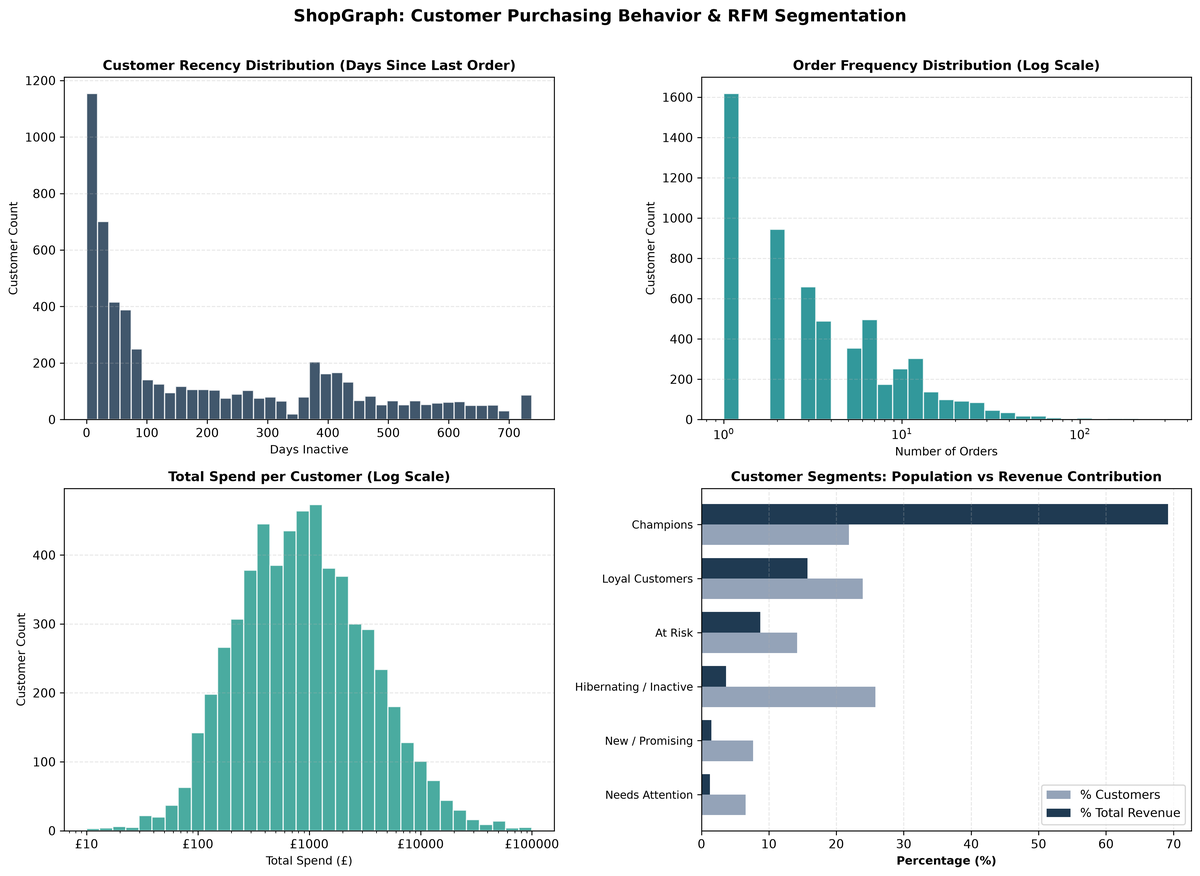 ShopGraph: Customer Purchasing Behavior & RFM Segmentation
Customer Recency Distribution (Days Since Last Order)
Customer Count
1200
1000
800
600
400
200
0
0 100 200 300 400 500 600 700
Days Inactive
Order Frequency Distribution (Log Scale)
Customer Count
1600
1400
1200
1000
800
600
400
200
0
10⁰ 10¹ 10²
Number of Orders
Total Spend per Customer (Log Scale)
Customer Count
400
300
200
100
0
£10 £100 £1000 £10000 £100000
Total Spend (£)
Customer Segments: Population vs Revenue Contribution
Champions
Loyal Customers
At Risk
Hibernating / Inactive
New / Promising
Needs Attention
% Customers
% Total Revenue
0 10 20 30 40 50 60 70
Percentage (%)